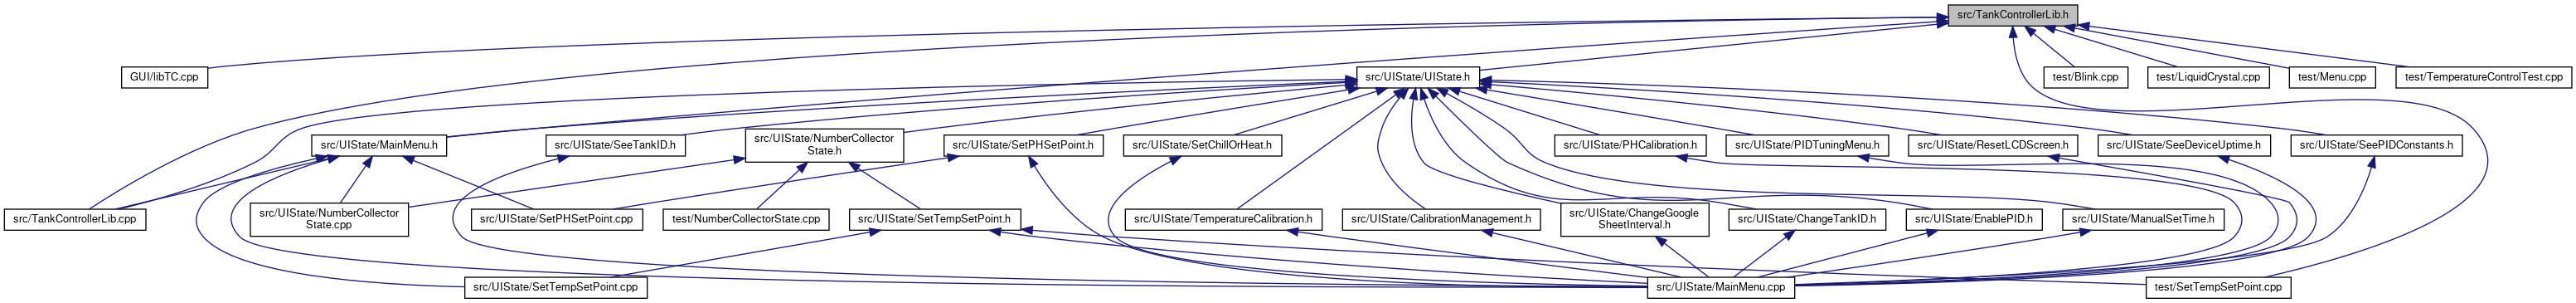 src/TankControllerLib.h
GUI/libTC.cpp
src/UIState/UIState.h
test/Blink.cpp
test/LiquidCrystal.cpp
test/Menu.cpp
test/TemperatureControlTest.cpp
src/UIState/MainMenu.h
src/UIState/SeeTankID.h
src/UIState/NumberCollector
State.h
src/UIState/SetPHSetPoint.h
src/UIState/SetChillOrHeat.h
src/UIState/PHCalibration.h
src/UIState/PIDTuningMenu.h
src/UIState/ResetLCDScreen.h
src/UIState/SeeDeviceUptime.h
src/UIState/SeePIDConstants.h
src/TankControllerLib.cpp
src/UIState/NumberCollector
State.cpp
src/UIState/SetPHSetPoint.cpp
test/NumberCollectorState.cpp
src/UIState/SetTempSetPoint.h
src/UIState/TemperatureCalibration.h
src/UIState/CalibrationManagement.h
src/UIState/ChangeGoogle
SheetInterval.h
src/UIState/ChangeTankID.h
src/UIState/EnablePID.h
src/UIState/ManualSetTime.h
src/UIState/SetTempSetPoint.cpp
src/UIState/MainMenu.cpp
test/SetTempSetPoint.cpp